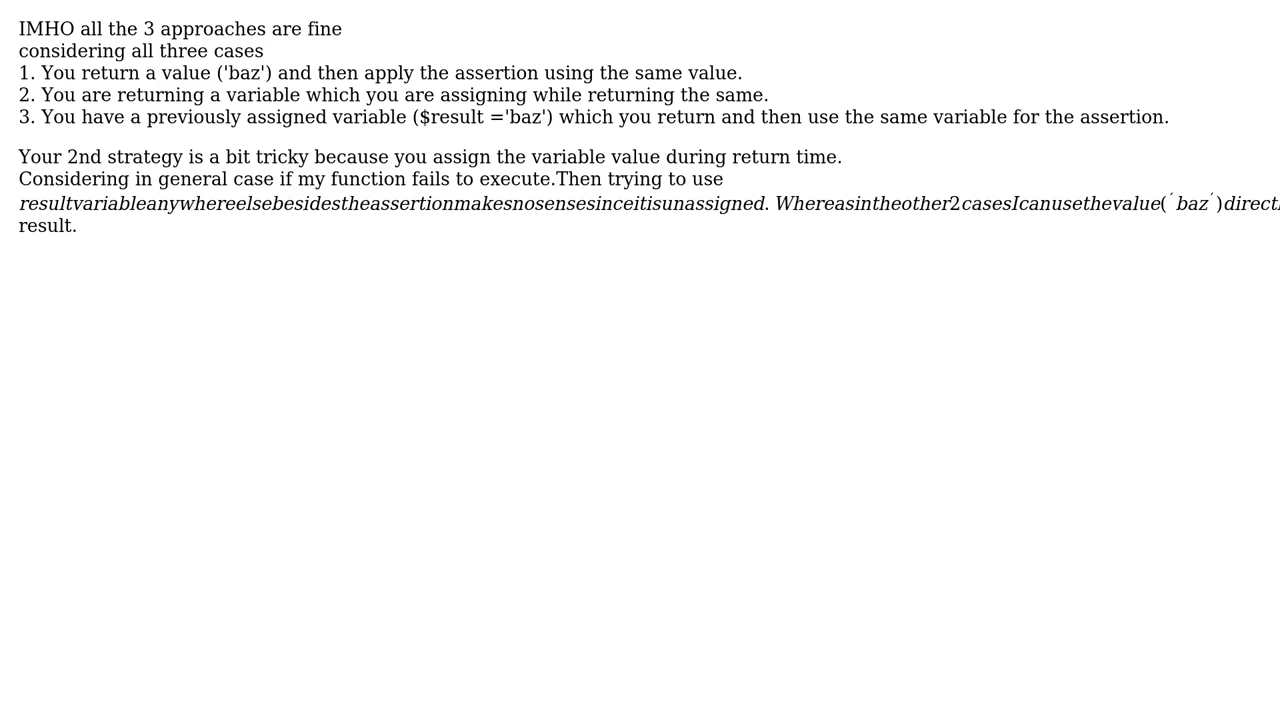 IMHO all the 3 approaches are fine
considering all three cases
1. You return a value ('baz') and then apply the assertion using the same value.
2. You are returning a variable which you are assigning while returning the same.
3. You have a previously assigned variable ($result ='baz') which you return and then use the same variable for the assertion.
Your 2nd strategy is a bit tricky because you assign the variable value during return time.
Considering in general case if my function fails to execute.Then trying to use
resultvariableanywhereelsebesidestheassertionmakesnosensesinceitisunassigned. Whereasintheother2casesIcanusethevalue(′baz′)
result.